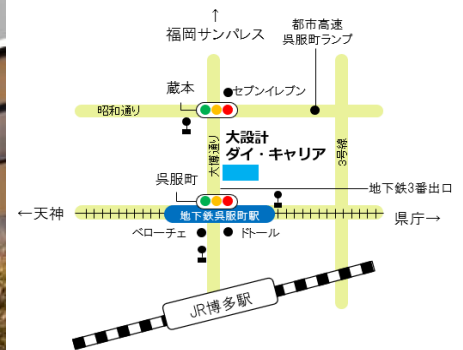 ↑
福岡サンパレス
都市高速
呉服町ランプ
蔵本
セブンイレブン
昭和通り
大博通り
大設計
ダイ・キャリア
3号線
呉服町
地下鉄3番出口
←天神
地下鉄呉服町駅
県庁→
ベローチェ
ドトール
JR博多駅